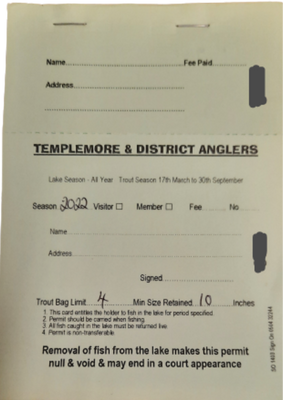 Name Fee Paid
Address
TEMPLEMORE & DISTRICT ANGLERS
Lake Season - All Year Trout Season 17th March to 30th September
Season 2022 Visitor □ Member □ Fee No
Name
Address
Signed
Trout Bag Limit 4 Min Size Retained 10 Inches
1. This card entitles the holder to fish in the lake for period specified.
2. Permit should be carried when fishing.
3. All fish caught in the lake must be returned live
4. Permit is non-transferable
Removal of fish from the lake makes this permit
null & void & may end in a court appearance